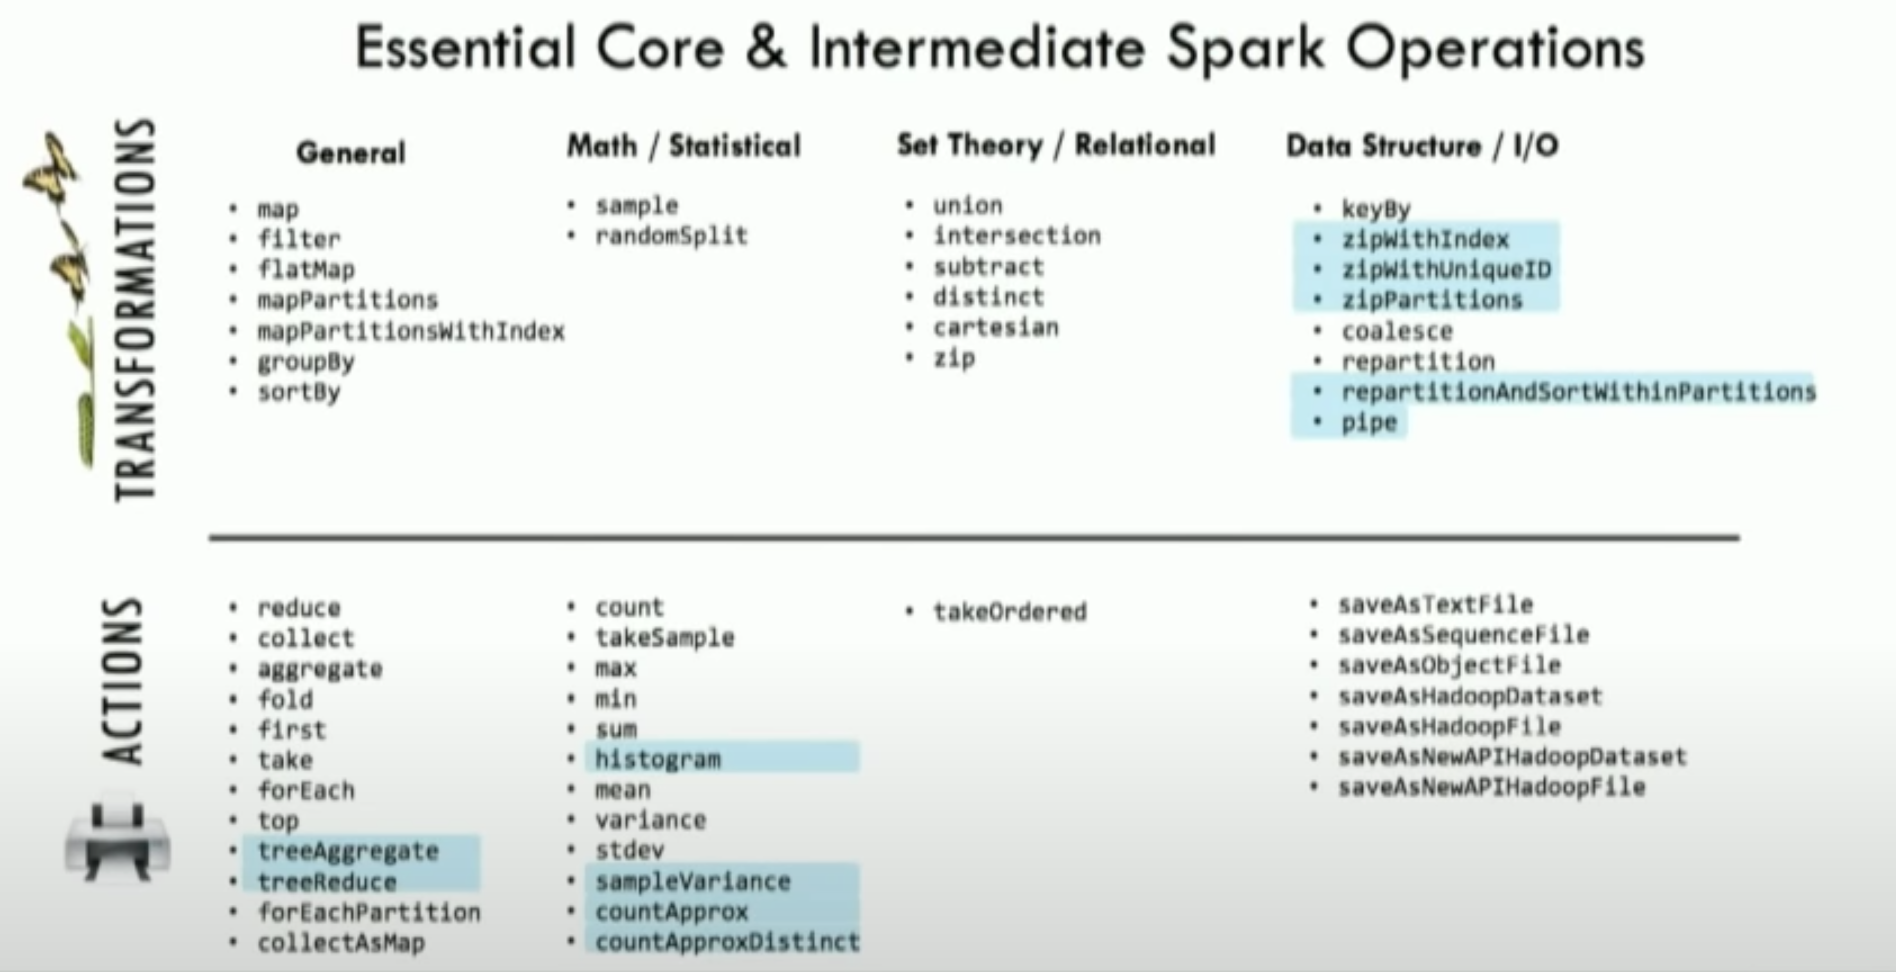 Essential Core & Intermediate Spark Operations
TRANSFORMATIONS
General
• map
• filter
• flatMap
• mapPartitions
• mapPartitionsWithIndex
• groupBy
• sortBy
Math / Statistical
• sample
• randomSplit
Set Theory / Relational
• union
• intersection
• subtract
• distinct
• cartesian
• zip
Data Structure / I/O
• keyBy
• zipWithIndex
• zipWithUniqueID
• zipPartitions
• coalesce
• repartition
• repartitionAndSortWithinPartitions
• pipe
ACTIONS
• reduce
• collect
• aggregate
• fold
• first
• take
• forEach
• top
• treeAggregate
• treeReduce
• forEachPartition
• collectAsMap
• count
• takeSample
• max
• min
• sum
• histogram
• mean
• variance
• stdev
• sampleVariance
• countApprox
• countApproxDistinct
• takeOrdered
• saveAsTextFile
• saveAsSequenceFile
• saveAsObjectFile
• saveAsHadoopDataset
• saveAsHadoopFile
• saveAsNewAPIHadoopDataset
• saveAsNewAPIHadoopFile